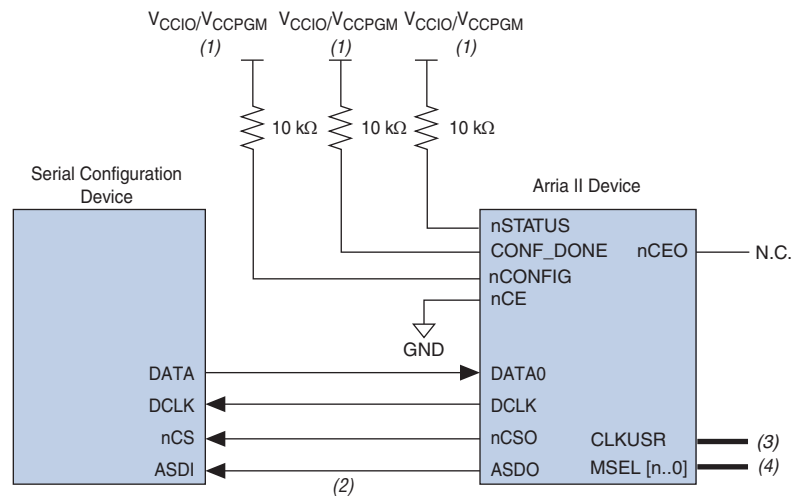 VCCIO/VCCPGM VCCIO/VCCPGM VCCIO/VCCPGM
(1) (1) (1)
10 kΩ 10 kΩ 10 kΩ
Serial Configuration
Device
Arria II Device
nSTATUS
CONF_DONE nCEO N.C.
nCONFIG
nCE
GND
DATA DATA0
DCLK DCLK
nCS nCSO CLKUSR (3)
ASDI (2) ASDO MSEL [n..0] (4)